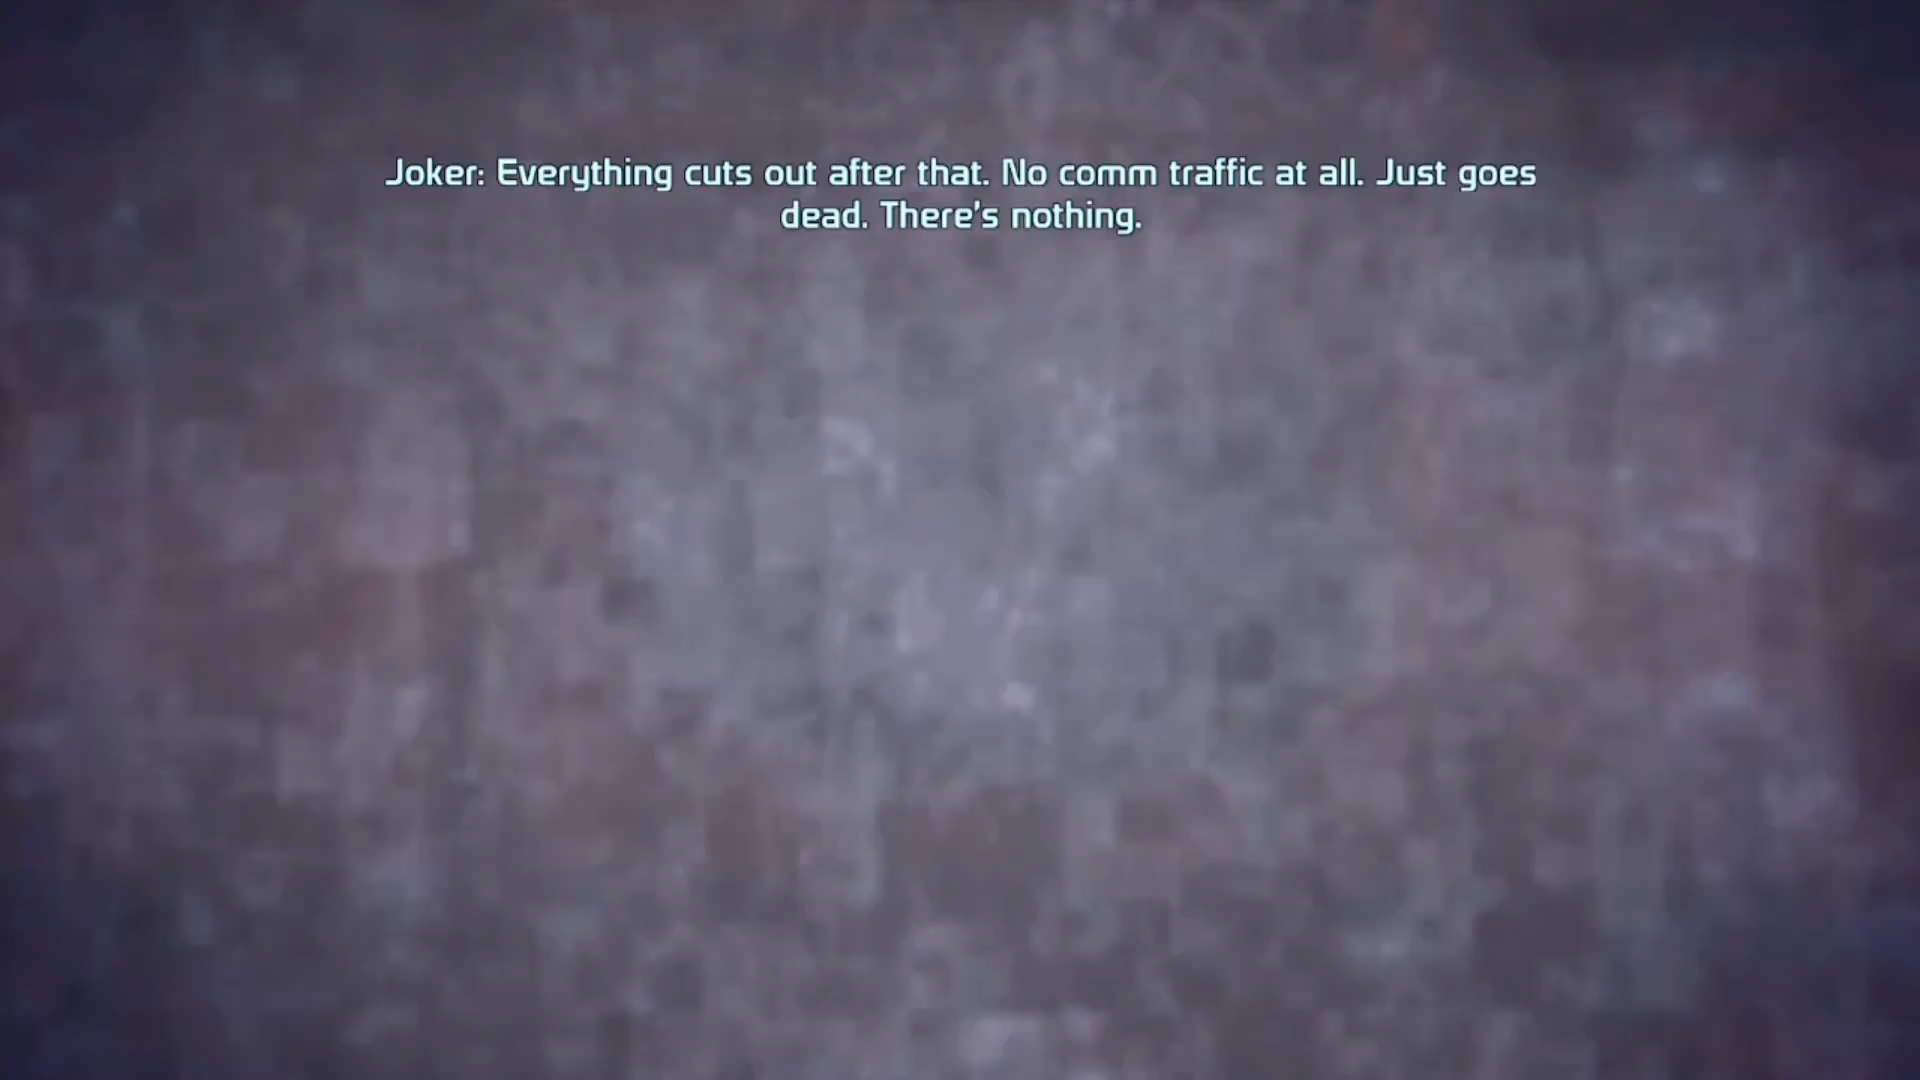 Joker: Everything cuts out after that. No comm traffic at all. Just goes
dead. There's nothing.